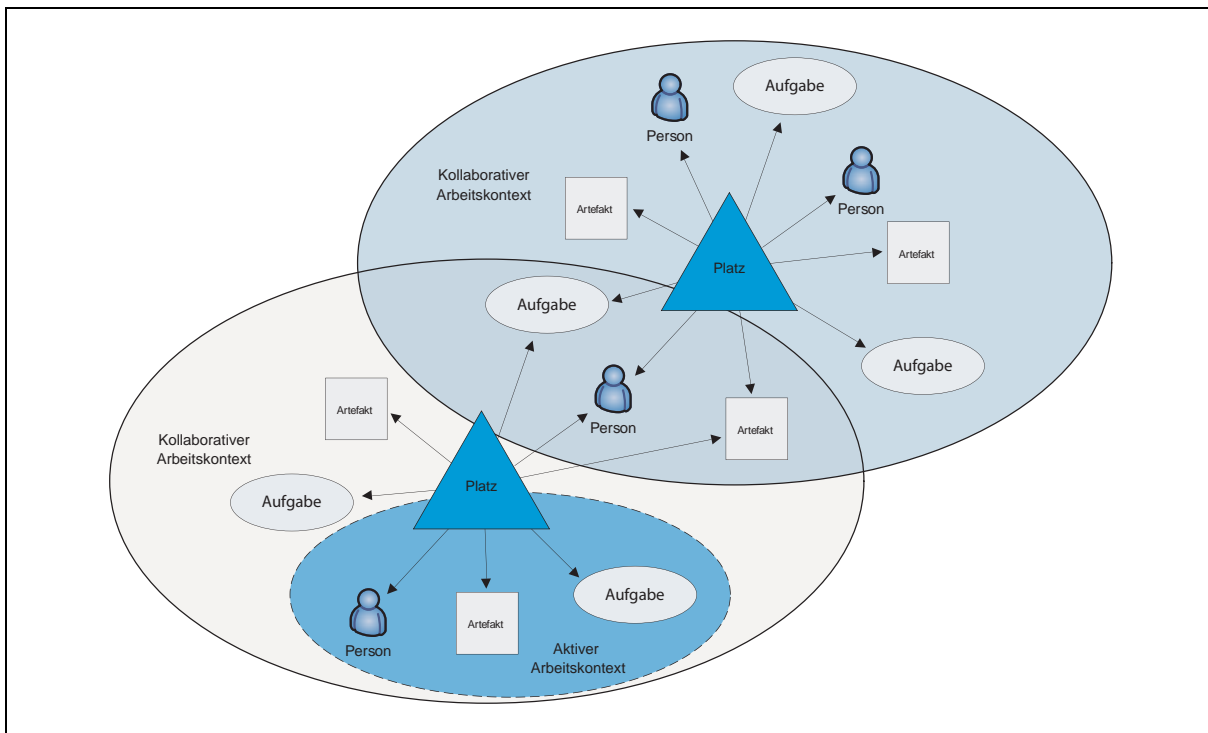 Aufgabe
Person
Kollaborativer
Arbeitskontext
Artefakt
Person
Artefakt
Platz
Aufgabe
Aufgabe
Artefakt
Person
Artefakt
Kollaborativer
Arbeitskontext
Platz
Aufgabe
Aufgabe
Artefakt
Person
Aktiver
Arbeitskontext